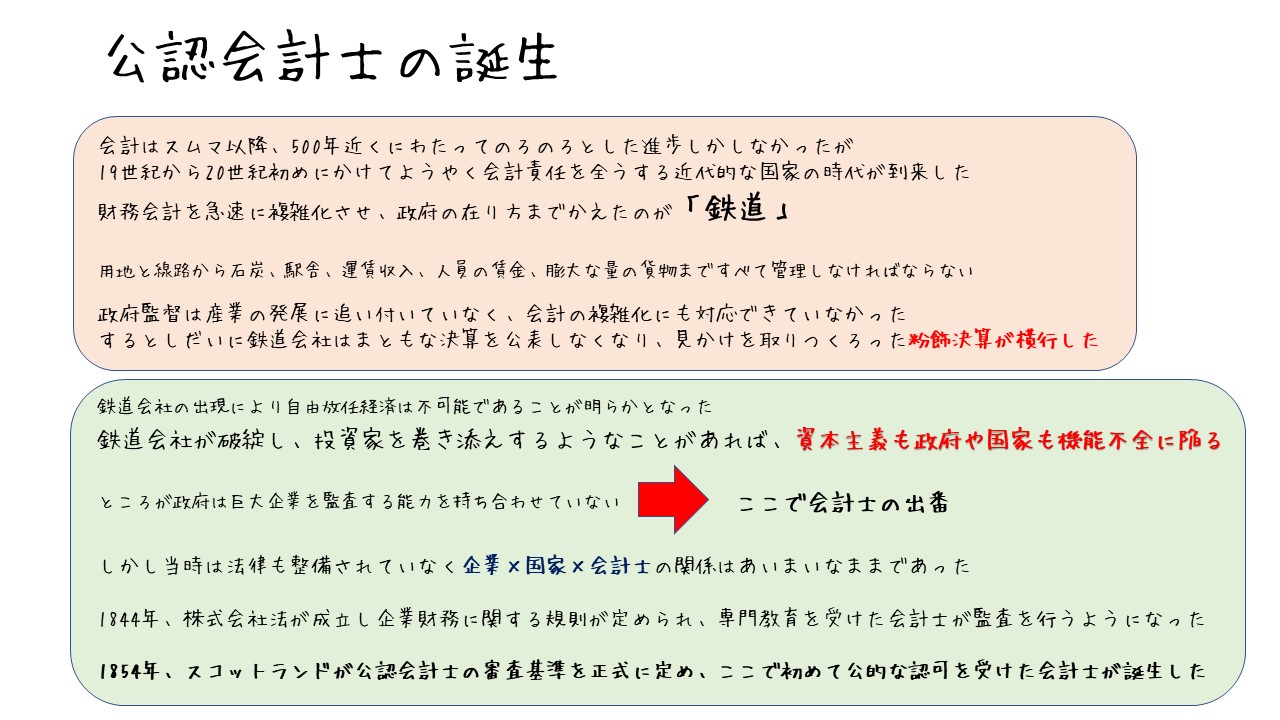 公認会計士の誕生
会計はスムマ以降、500年近くにわたってのろのろとした進歩しかしなかったが
19世紀から20世紀初めにかけてようやく会計責任を全うする近代的な国家の時代が到来した
財務会計を急速に複雑化させ、政府の在り方までかえたのが「鉄道」
用地と線路から石炭、駅舎、運賃収入、人員の賃金、膨大な量の貨物まですべて管理しなければならない
政府監督は産業の発展に追い付いていなく、会計の複雑化にも対応できていなかった
するとしだいに鉄道会社はまともな決算を公表しなくなり、見かけを取りつくろった粉飾決算が横行した
鉄道会社の出現により自由放任経済は不可能であることが明らかとなった
鉄道会社が破綻し、投資家を巻き添えするようなことがあれば、資本主義も政府や国家も機能不全に陥る
ところが政府は巨大企業を監査する能力を持ち合わせていない
ここで会計士の出番
しかし当時は法律も整備されていなく企業×国家×会計士の関係はあいまいなままであった
1844年、株式会社法が成立し企業財務に関する規則が定められ、専門教育を受けた会計士が監査を行うようになった
1854年、スコットランドが公認会計士の審査基準を正式に定め、ここで初めて公的な認可を受けた会計士が誕生した